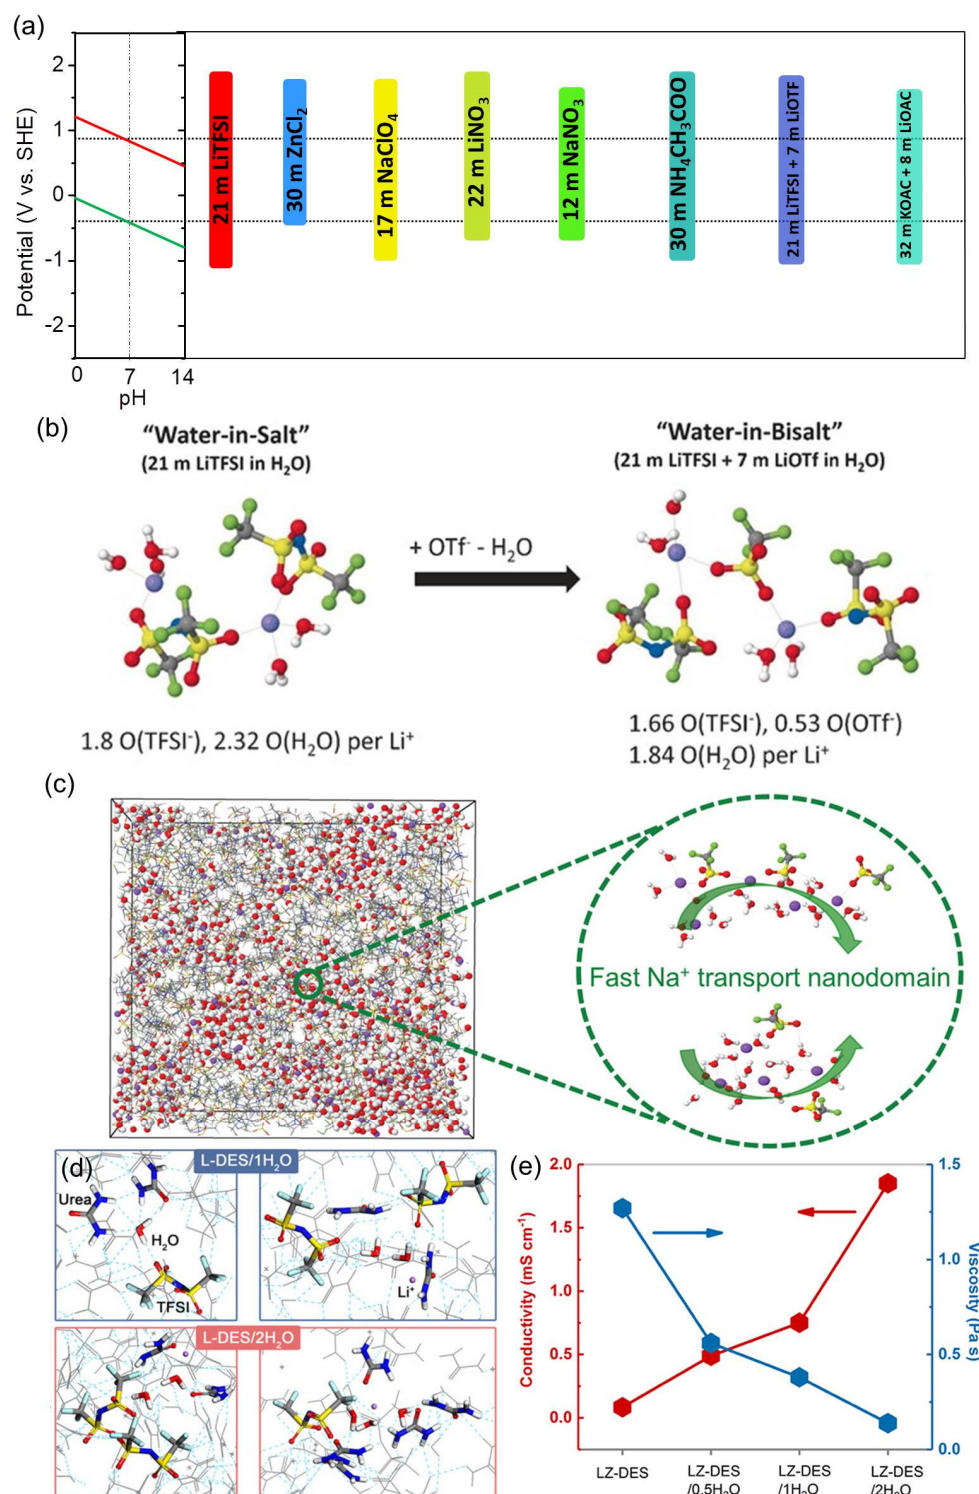 (a)
Potential (V vs. SHE)
2
1
0
-1
-2
0
7
14
pH
21 m LiTFSI
30 m ZnCl₂
17 m NaClO₄
22 m LiNO₃
12 m NaNO₃
30 m NH₄CH₃COO
21 m LiTFSI + 7 m LiOTF
32 m KOAC + 8 m LiOAC
(b)
“Water-in-Salt”
(21 m LiTFSI in H₂O)
+ OTf⁻ - H₂O
“Water-in-Bisalt”
(21 m LiTFSI + 7 m LiOTf in H₂O)
1.8 O(TFSI⁻), 2.32 O(H₂O) per Li⁺
1.66 O(TFSI⁻), 0.53 O(OTf⁻)
1.84 O(H₂O) per Li⁺
(c)
Fast Na⁺ transport nanodomain
(d)
L-DES/1H₂O
Urea
H₂O
TFSI
Li⁺
L-DES/2H₂O
(e)
Conductivity (mS cm⁻¹)
2.0
1.5
1.0
0.5
0.0
Viscosity (Pa s)
1.5
1.0
0.5
0.0
LZ-DES
LZ-DES
/0.5H₂O
LZ-DES
/1H₂O
LZ-DES
/2H₂O